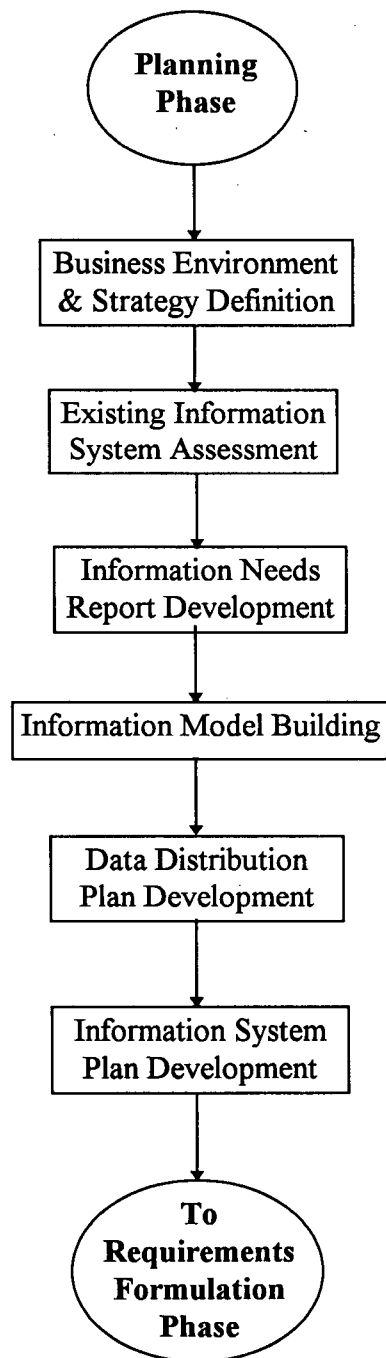 Planning
Phase
Business Environment
& Strategy Definition
Existing Information
System Assessment
Information Needs
Report Development
Information Model Building
Data Distribution
Plan Development
Information System
Plan Development
To
Requirements
Formulation
Phase